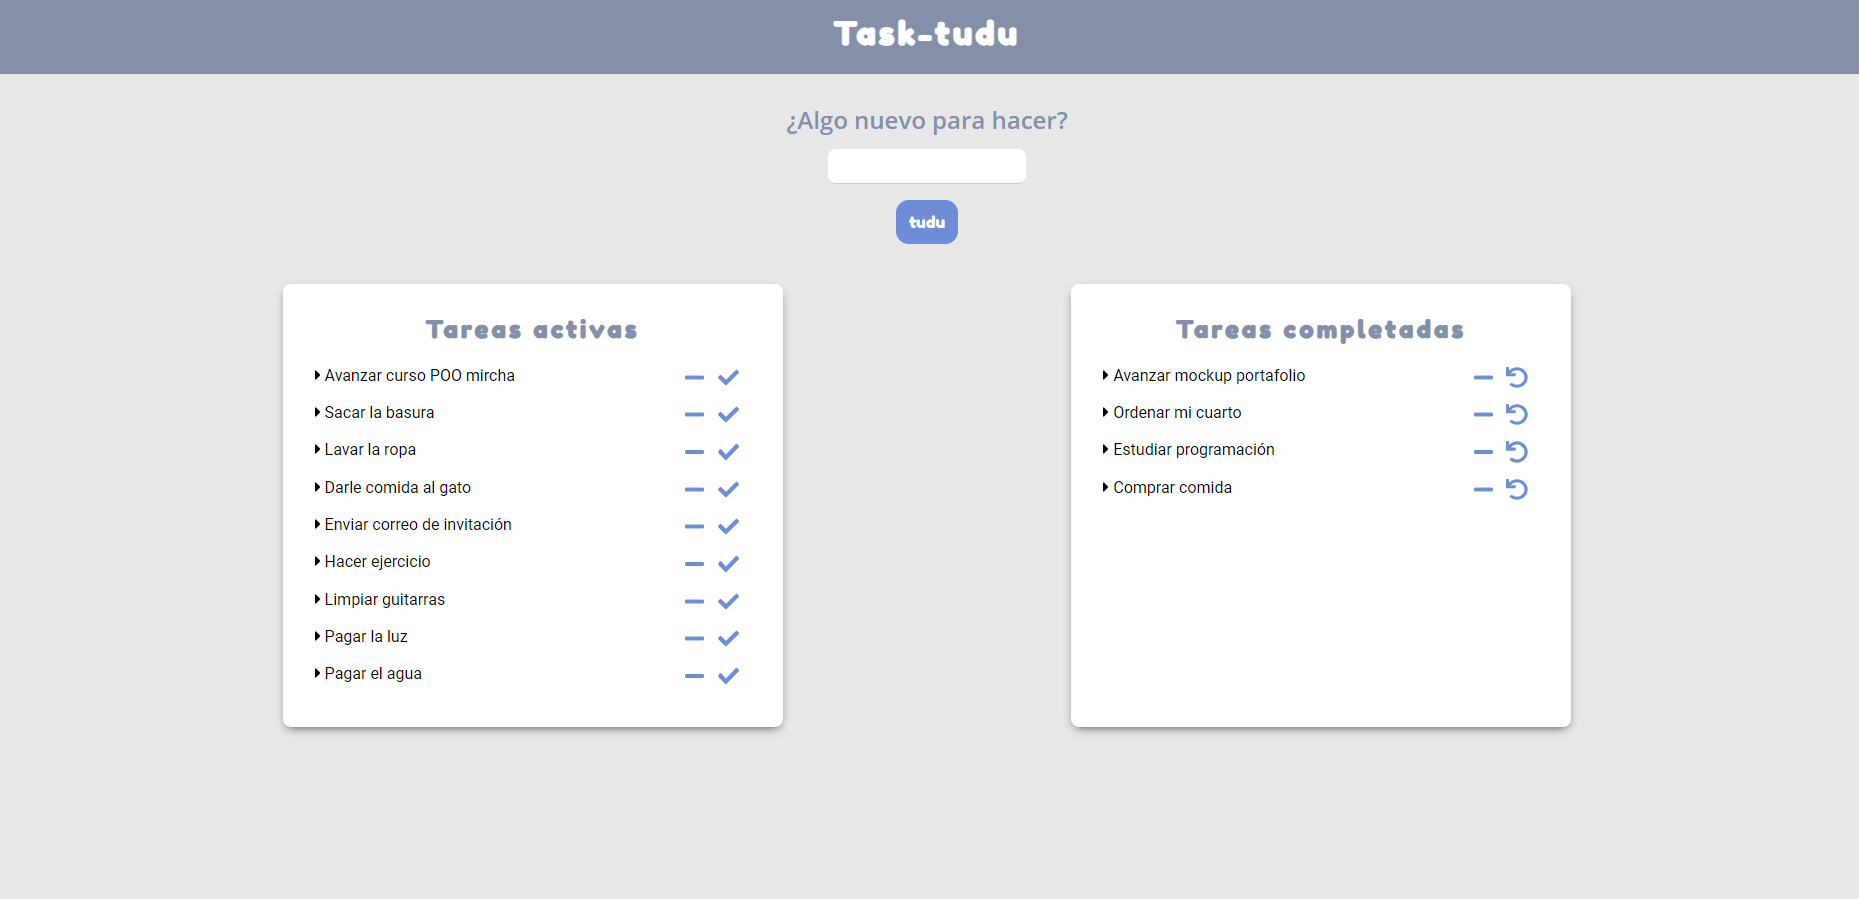 Task-tudu
¿Algo nuevo para hacer?
tudu
Tareas activas
Avanzar curso POO mircha
Sacar la basura
Lavar la ropa
Darle comida al gato
Enviar correo de invitación
Hacer ejercicio
Limpiar guitarras
Pagar la luz
Pagar el agua
Tareas completadas
Avanzar mockup portafolio
Ordenar mi cuarto
Estudiar programación
Comprar comida